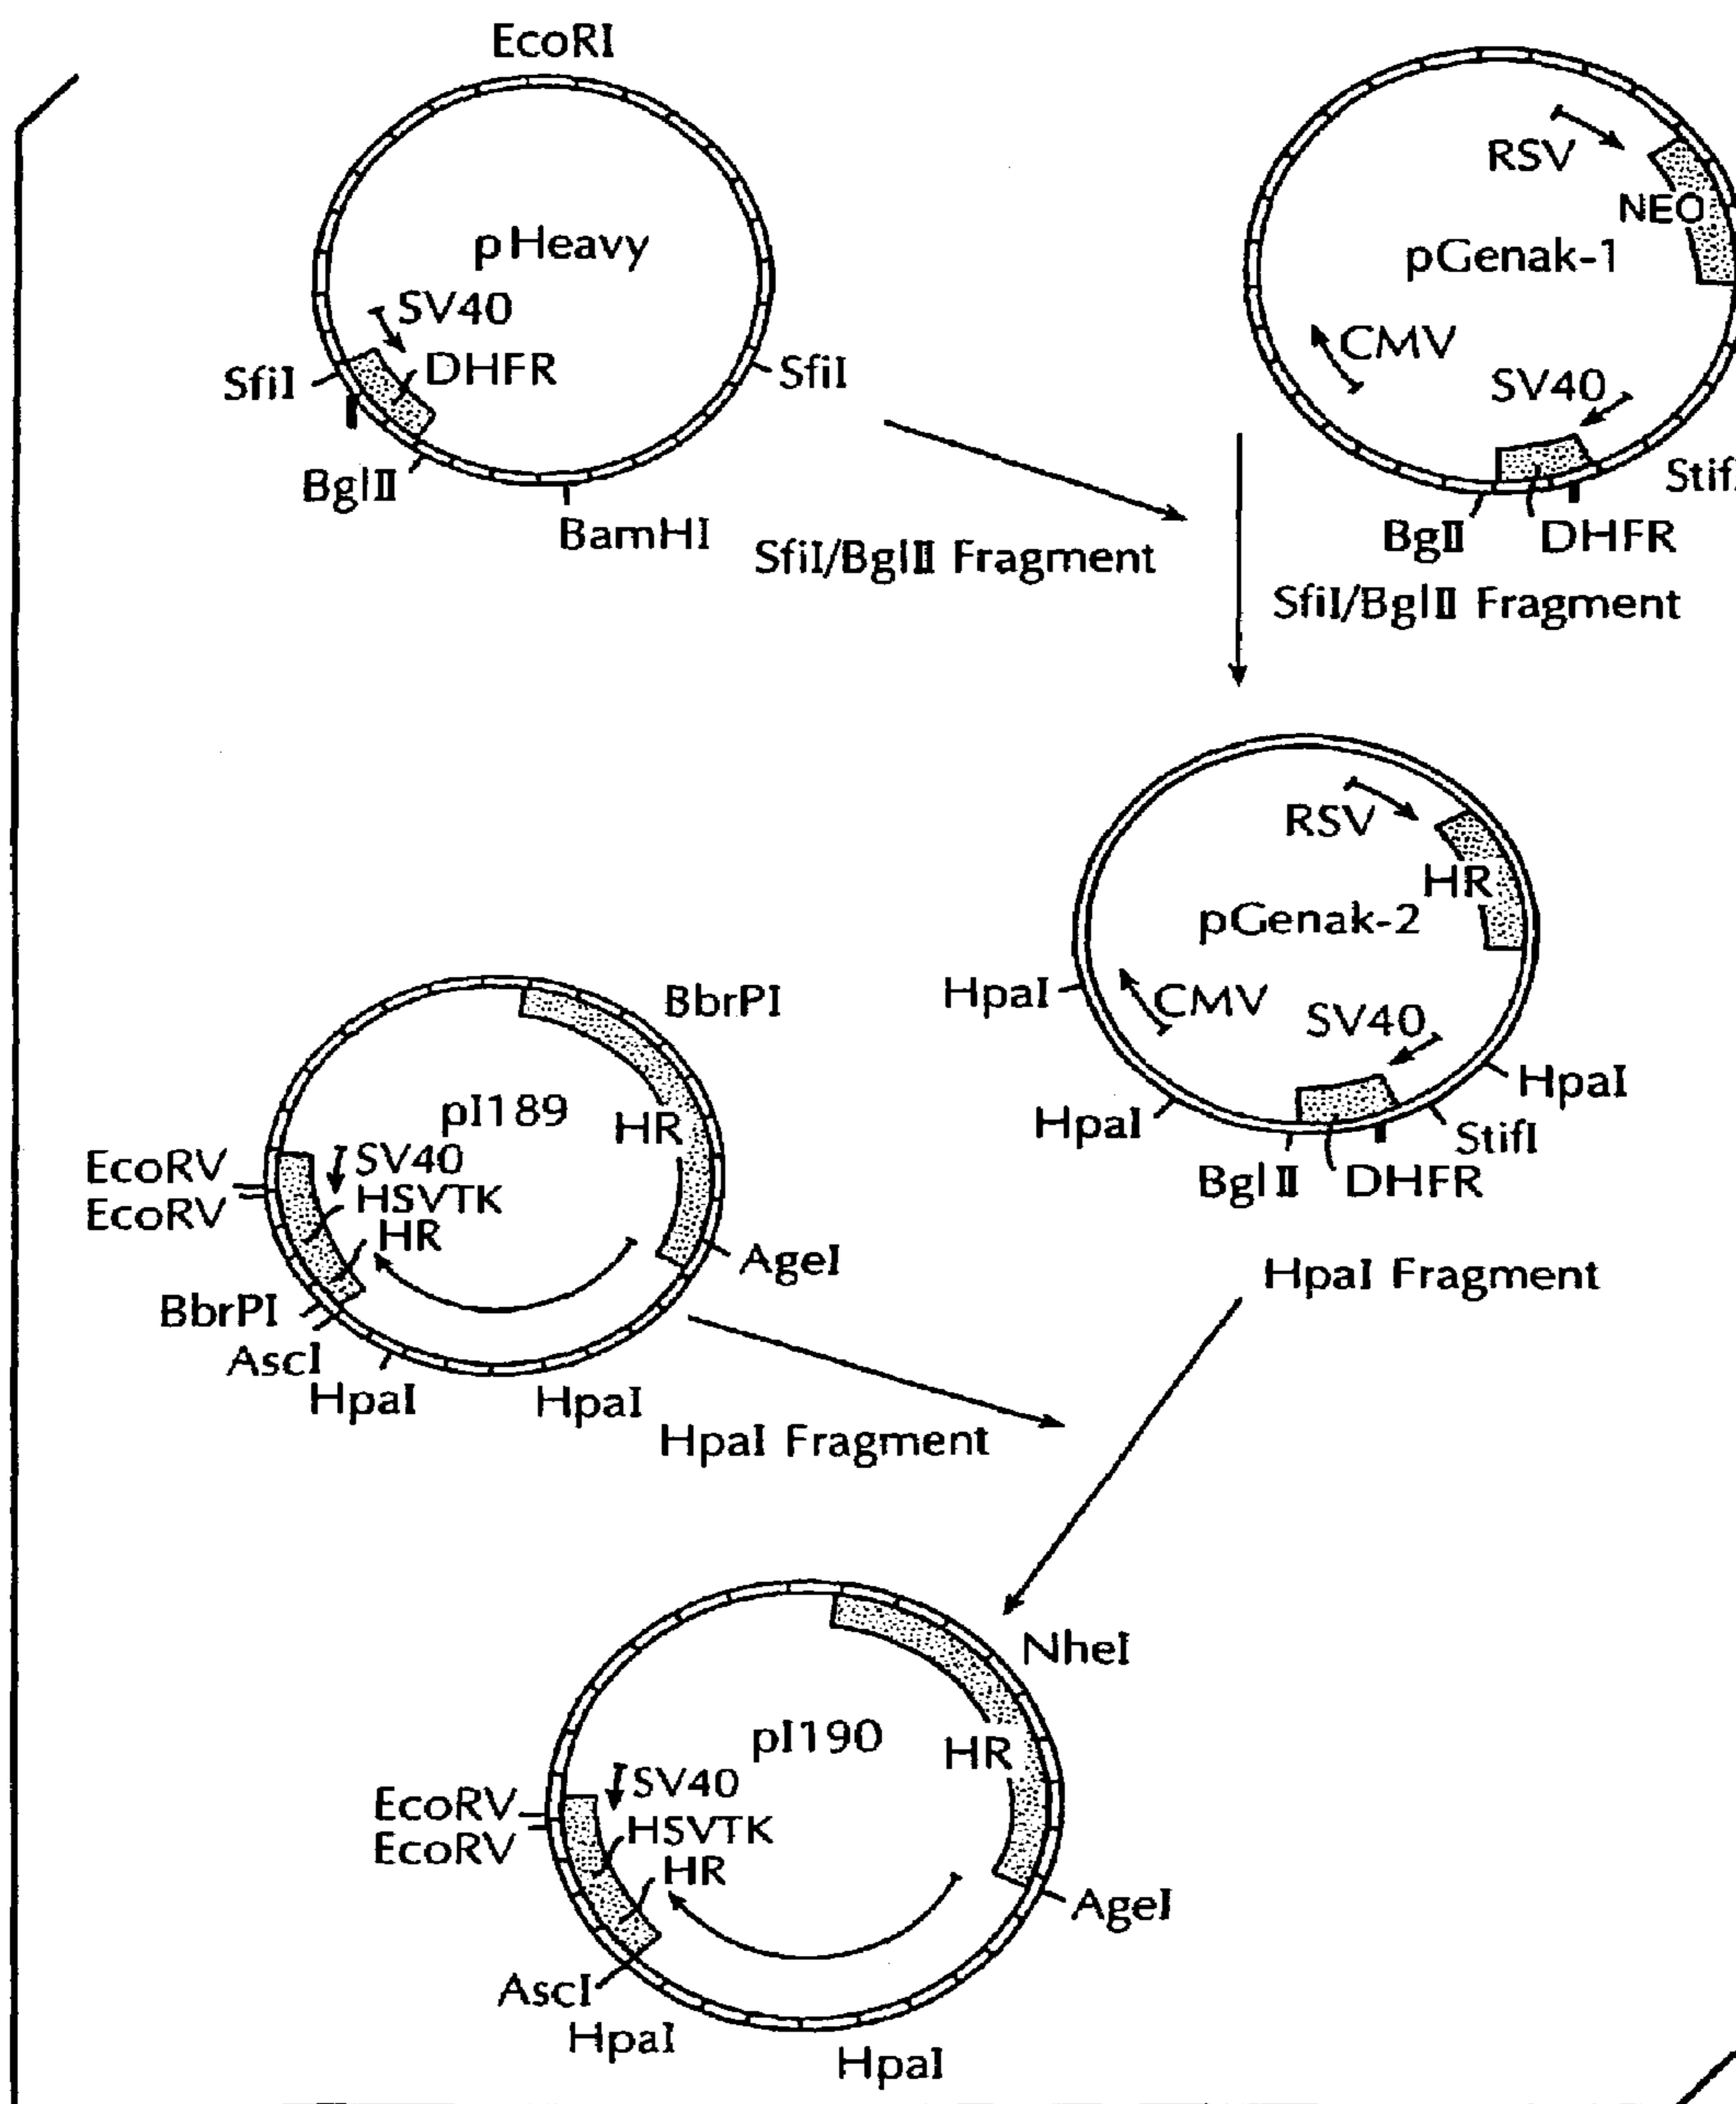 EcoRI
pHeavy
SV40
DHFR
SfiI
SfiI
BglII
BamHI
SfiI/BglII Fragment
RSV
NEO
pGenak-1
CMV
SV40
BgII
DHFR
SfiI/BglII Fragment
RSV
HR
pGenak-2
HpaI
CMV
SV40
HpaI
HpaI
StifI
BglII
DHFR
HpaI Fragment
BbrPI
pI189
HR
EcoRV
EcoRV
SV40
HSVTK
HR
AgeI
BbrPI
AscI
HpaI
HpaI
HpaI Fragment
NheI
pI190
HR
EcoRV
EcoRV
SV40
HSVTK
HR
AgeI
AscI
HpaI
HpaI